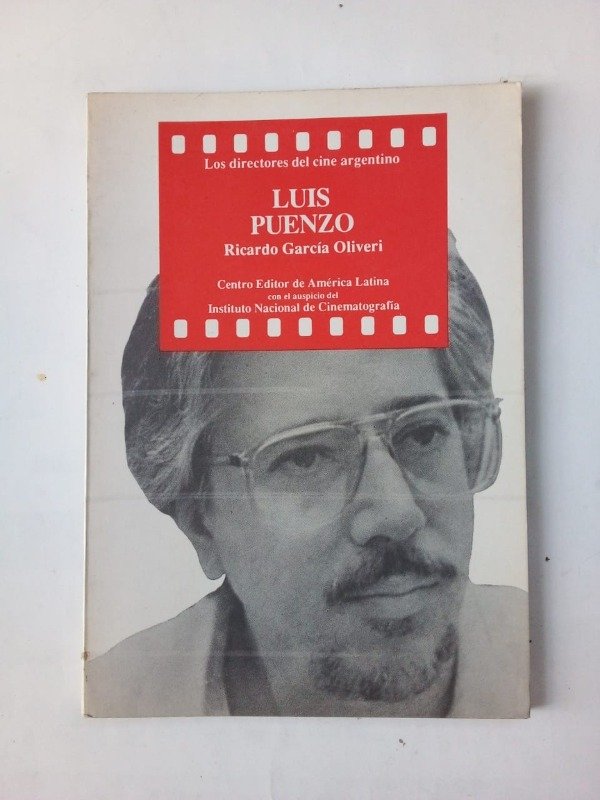 Los directores del cine argentino
LUIS
PUENZO
Ricardo García Oliveri
Centro Editor de América Latina
con el auspicio del
Instituto Nacional de Cinematografía